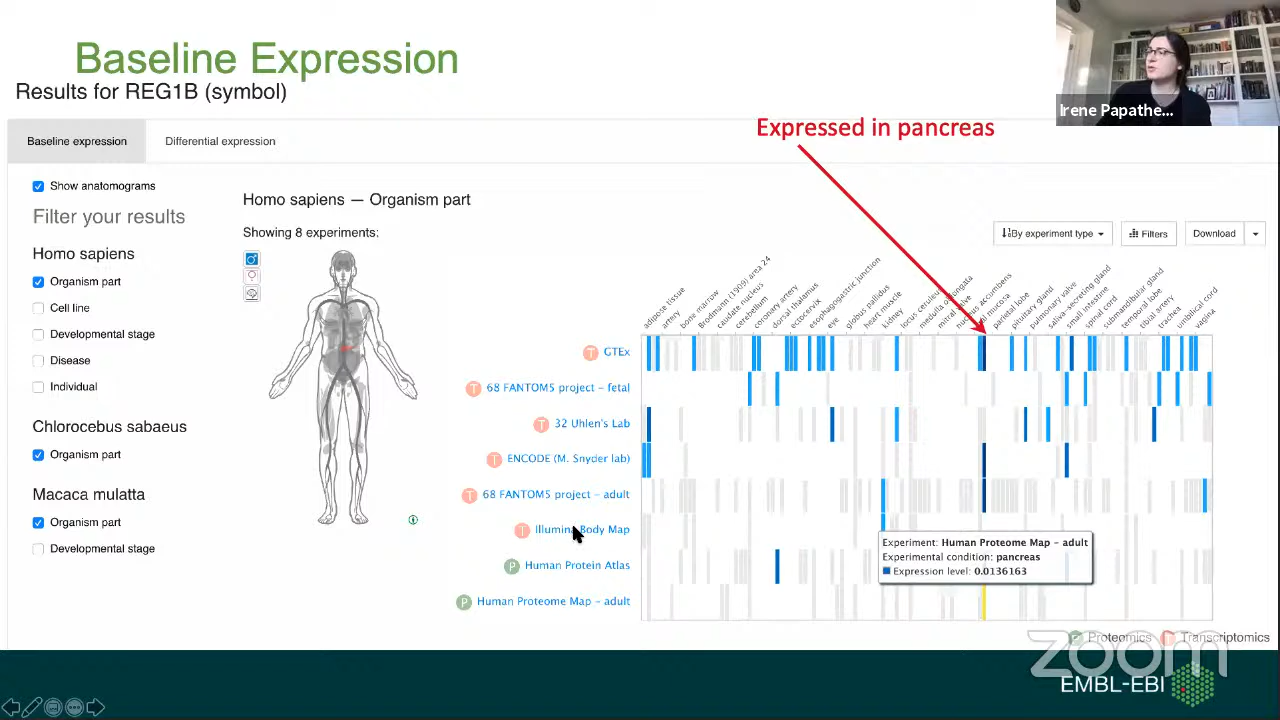 Baseline Expression
Results for REG1B (symbol)
Irene Papathe...
Expressed in pancreas
Baseline expression
Differential expression
Show anatomograms
Filter your results
Homo sapiens
Organism part
Cell line
Developmental stage
Disease
Individual
Chlorocebus sabaeus
Organism part
Macaca mulatta
Organism part
Developmental stage
Homo sapiens — Organism part
Showing 8 experiments:
By experiment type
Filters
Download
adipose tissue
artery
bone marrow
Brodmann (1909) area 24
caudate nucleus
cerebellum
coronary artery
dorsal thalamus
ectocervix
esophagogastric junction
eye
globus pallidus
heart muscle
kidney
locus ceruleus
medulla oblongata
mitral valve
nucleus accumbens
mucosa
parietal lobe
pituitary gland
pulmonary valve
saliva-secreting gland
small intestine
spinal cord
submandibular gland
temporal lobe
tibial artery
trachea
umbilical cord
vagina
T GTEx
T 68 FANTOM5 project - fetal
T 32 Uhlen's Lab
T ENCODE (M. Snyder lab)
T 68 FANTOM5 project - adult
T Illumina Body Map
P Human Protein Atlas
P Human Proteome Map - adult
Experiment: Human Proteome Map - adult
Experimental condition: pancreas
Expression level: 0.0136163
Proteomics
Transcriptomics
zoom
EMBL-EBI